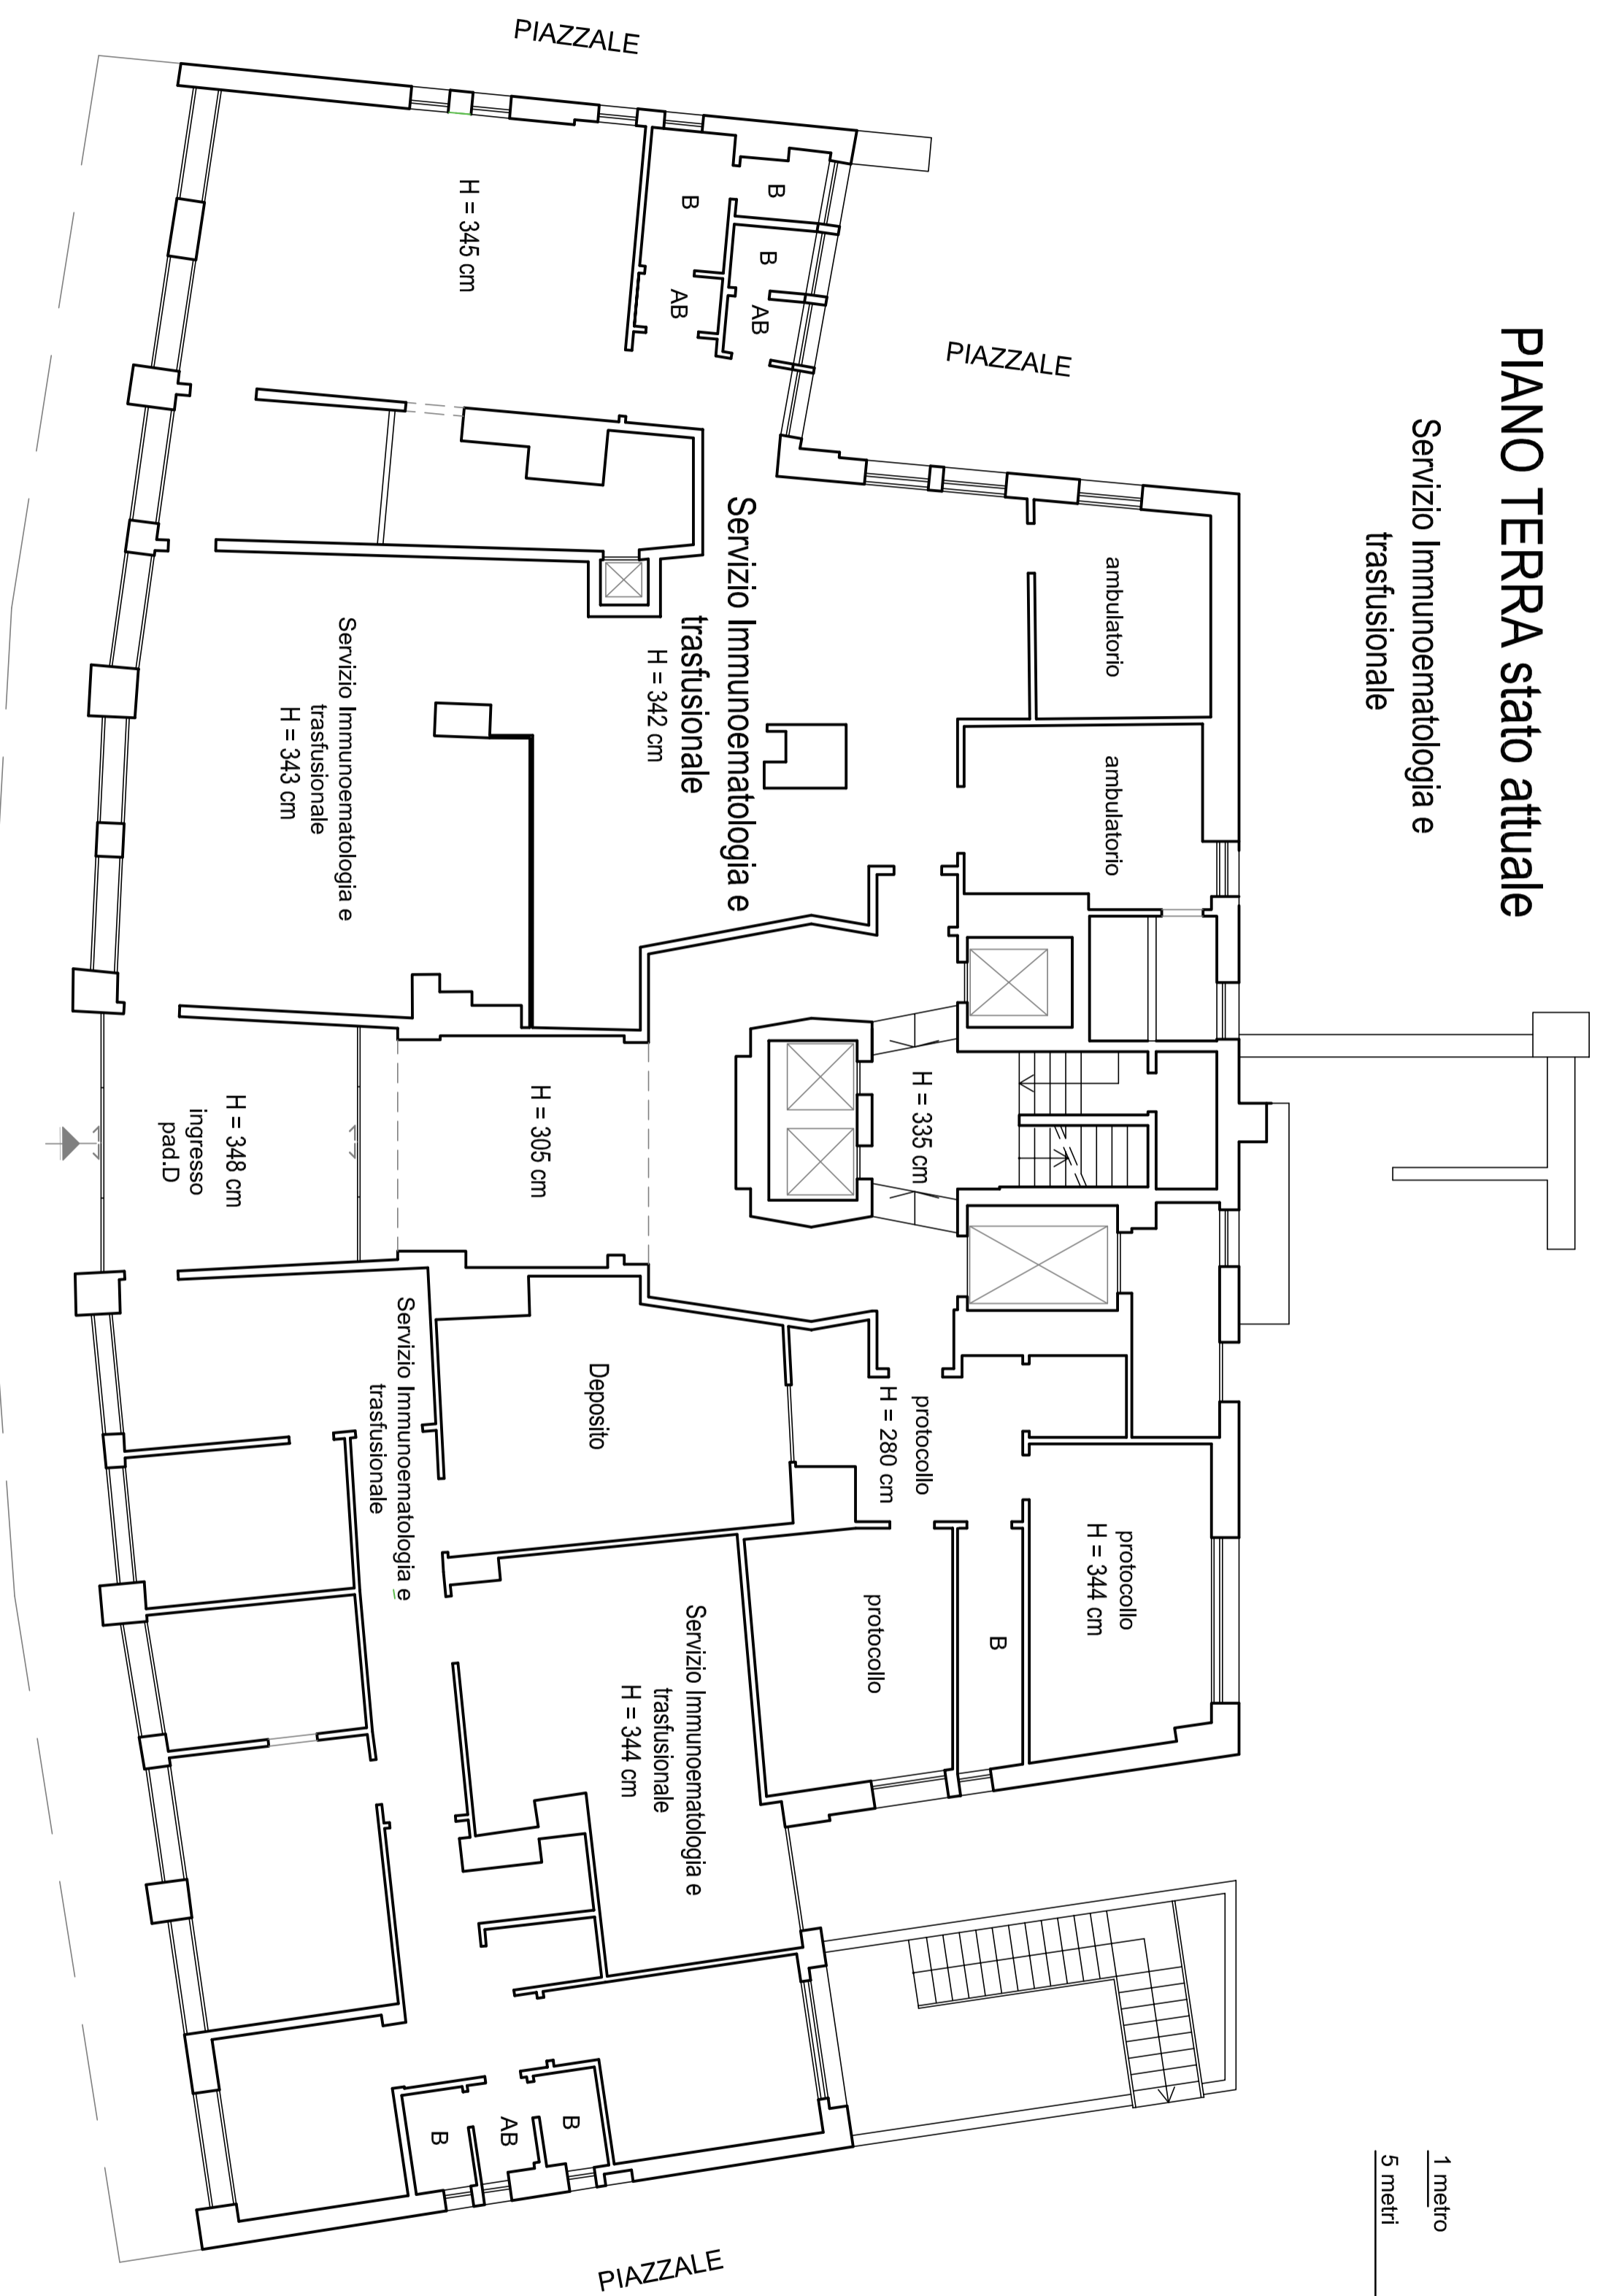 PIANO TERRA stato attuale
Servizio Immunoematologia e
trasfusionale
1 metro
5 metri
PIAZZALE
PIAZZALE
B
B
B
AB
AB
H = 345 cm
ambulatorio
ambulatorio
Servizio Immunoematologia e
trasfusionale
H = 342 cm
Servizio Immunoematologia e
trasfusionale
H = 343 cm
H = 335 cm
H = 305 cm
H = 348 cm
ingresso
pad.D
protocollo
H = 280 cm
Deposito
Servizio Immunoematologia e
trasfusionale
protocollo
H = 344 cm
B
protocollo
Servizio Immunoematologia e
trasfusionale
H = 344 cm
B
AB
B
PIAZZALE